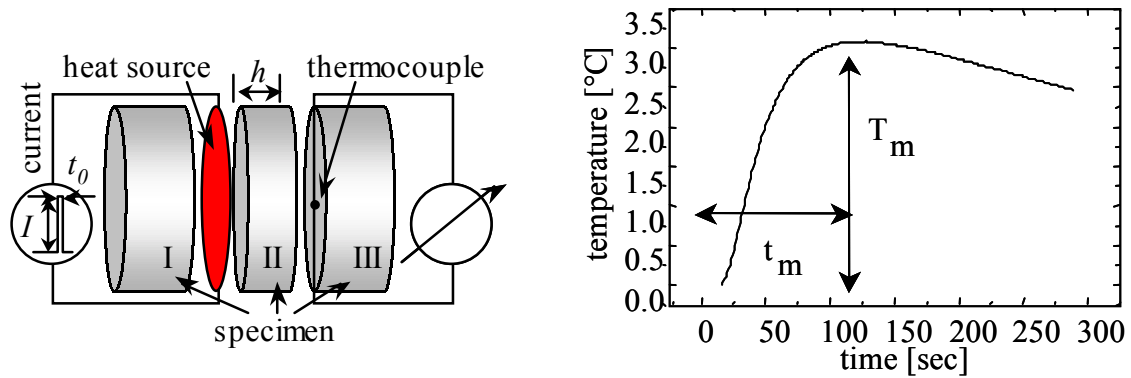 heat source
h
thermocouple
current
t₀
I
I
II
III
specimen
3.5
3.0
2.5
2.0
1.5
1.0
0.5
0.0
temperature [°C]
Tₘ
tₘ
0 50 100 150 200 250 300
time [sec]